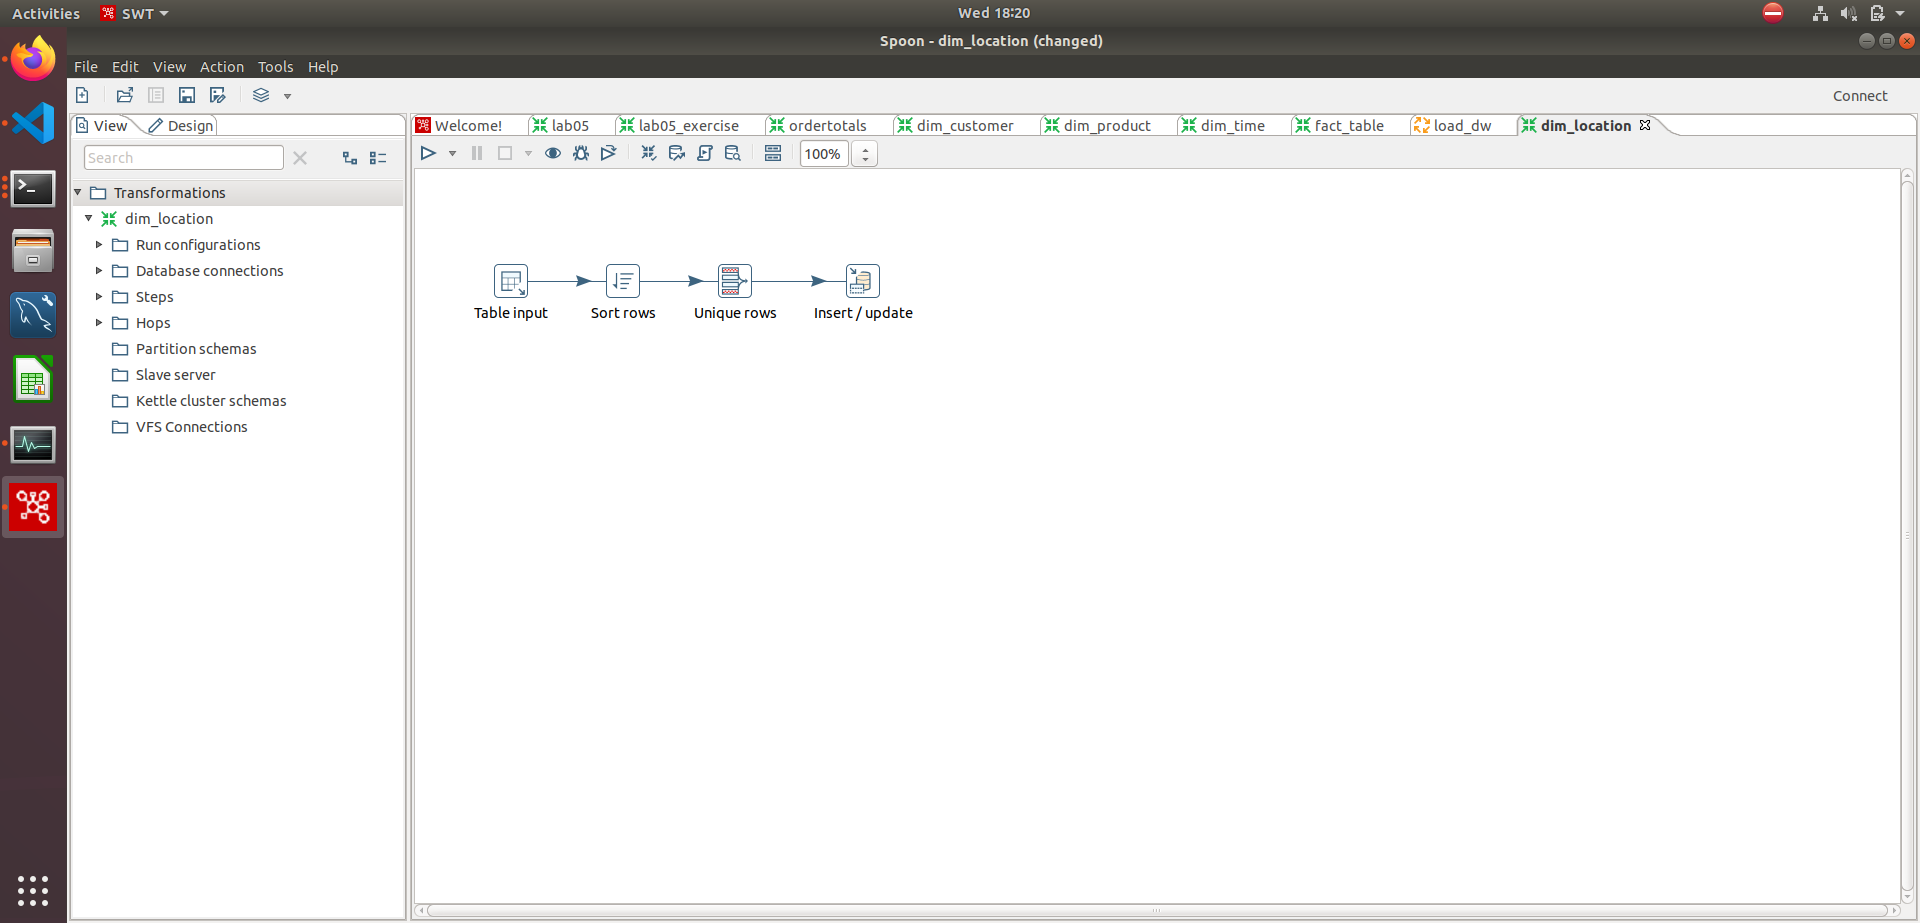 Activities SWT Wed 18:20
Spoon - dim_location (changed)
File Edit View Action Tools Help
Connect
View Design Welcome! lab05 lab05_exercise ordertotals dim_customer dim_product dim_time fact_table load_dw dim_location
Search 100%
Transformations
dim_location
Run configurations
Database connections
Steps
Hops
Partition schemas
Slave server
Kettle cluster schemas
VFS Connections
Table input Sort rows Unique rows Insert / update